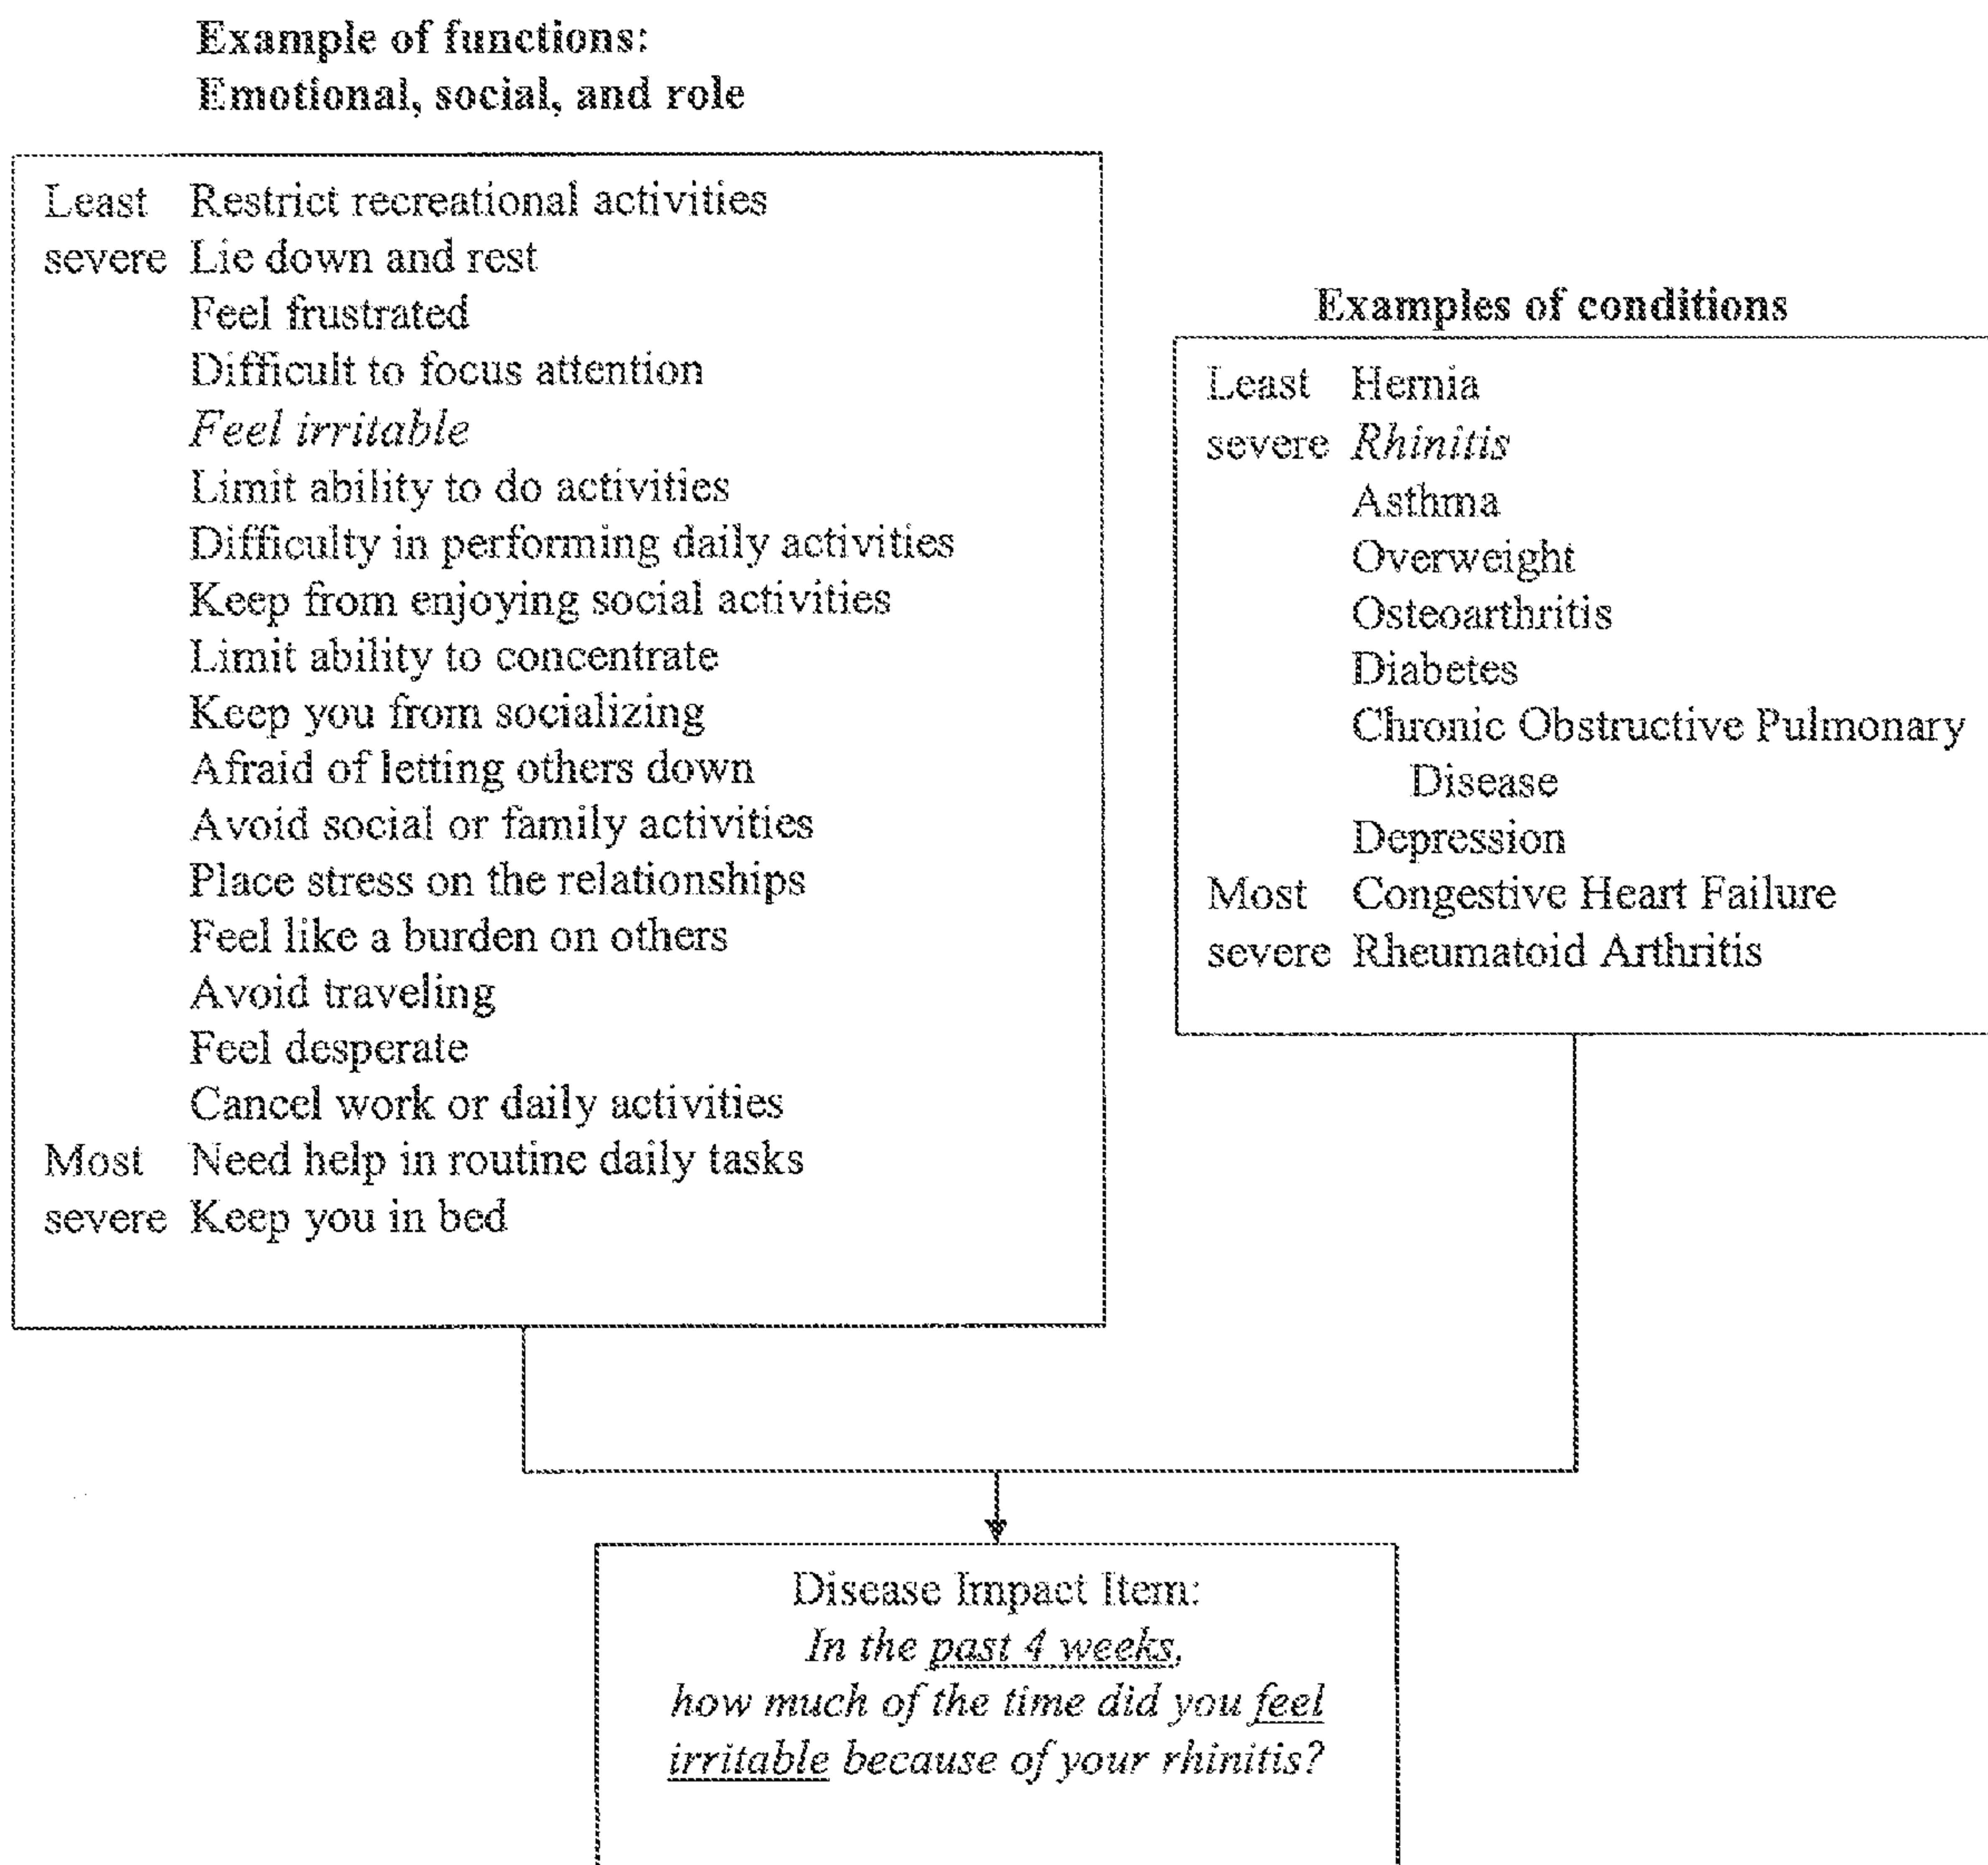 Example of functions:
Emotional, social, and role
Least Restrict recreational activities
severe Lie down and rest
Feel frustrated
Difficult to focus attention
Feel irritable
Limit ability to do activities
Difficulty in performing daily activities
Keep from enjoying social activities
Limit ability to concentrate
Keep you from socializing
Afraid of letting others down
Avoid social or family activities
Place stress on the relationships
Feel like a burden on others
Avoid traveling
Feel desperate
Cancel work or daily activities
Most Need help in routine daily tasks
severe Keep you in bed
Examples of conditions
Least Hernia
severe Rhinitis
Asthma
Overweight
Osteoarthritis
Diabetes
Chronic Obstructive Pulmonary
Disease
Depression
Most Congestive Heart Failure
severe Rheumatoid Arthritis
Disease Impact Item:
In the past 4 weeks,
how much of the time did you feel
irritable because of your rhinitis?